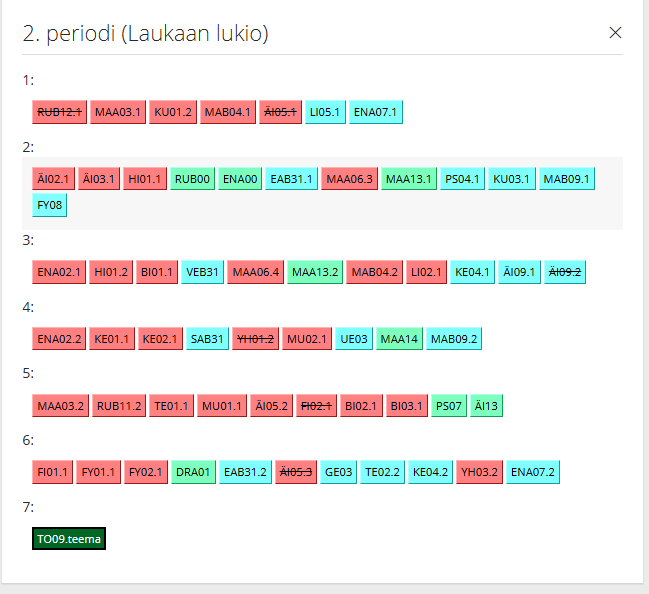 2. periodi (Laukaan lukio)
1:
RUB12.1 MAA03.1 KU01.2 MAB04.1 ÄI05.1 LI05.1 ENA07.1
2:
ÄI02.1 ÄI03.1 HI01.1 RUB00 ENA00 EAB31.1 MAA06.3 MAA13.1 PS04.1 KU03.1 MAB09.1
FY08
3:
ENA02.1 HI01.2 BI01.1 VEB31 MAA06.4 MAA13.2 MAB04.2 LI02.1 KE04.1 ÄI09.1 ÄI09.2
4:
ENA02.2 KE01.1 KE02.1 SAB31 YH01.2 MU02.1 UE03 MAA14 MAB09.2
5:
MAA03.2 RUB11.2 TE01.1 MU01.1 ÄI05.2 FI02.1 BI02.1 BI03.1 PS07 ÄI13
6:
FI01.1 FY01.1 FY02.1 DRA01 EAB31.2 ÄI05.3 GE03 TE02.2 KE04.2 YH03.2 ENA07.2
7:
TO09.teema